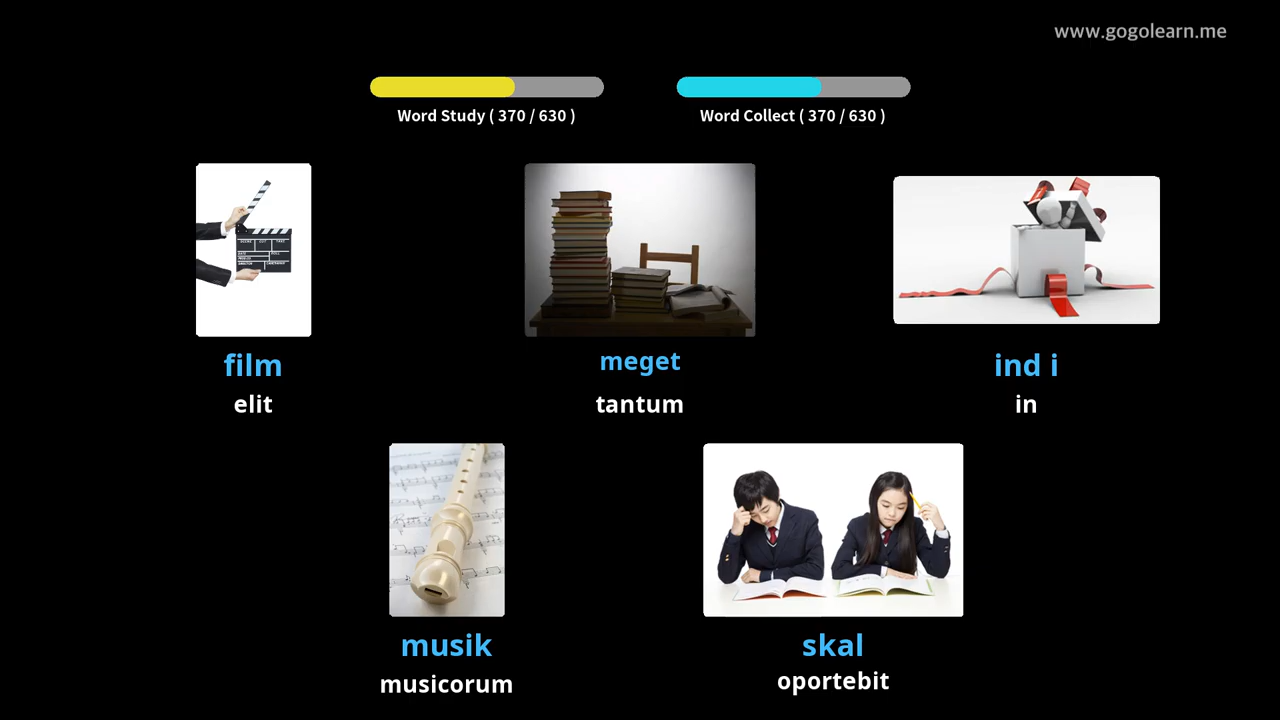 www.gogolearn.me
Word Study ( 370 / 630 )
Word Collect ( 370 / 630 )
film
elit
meget
tantum
ind i
in
musik
musicorum
skal
oportebit